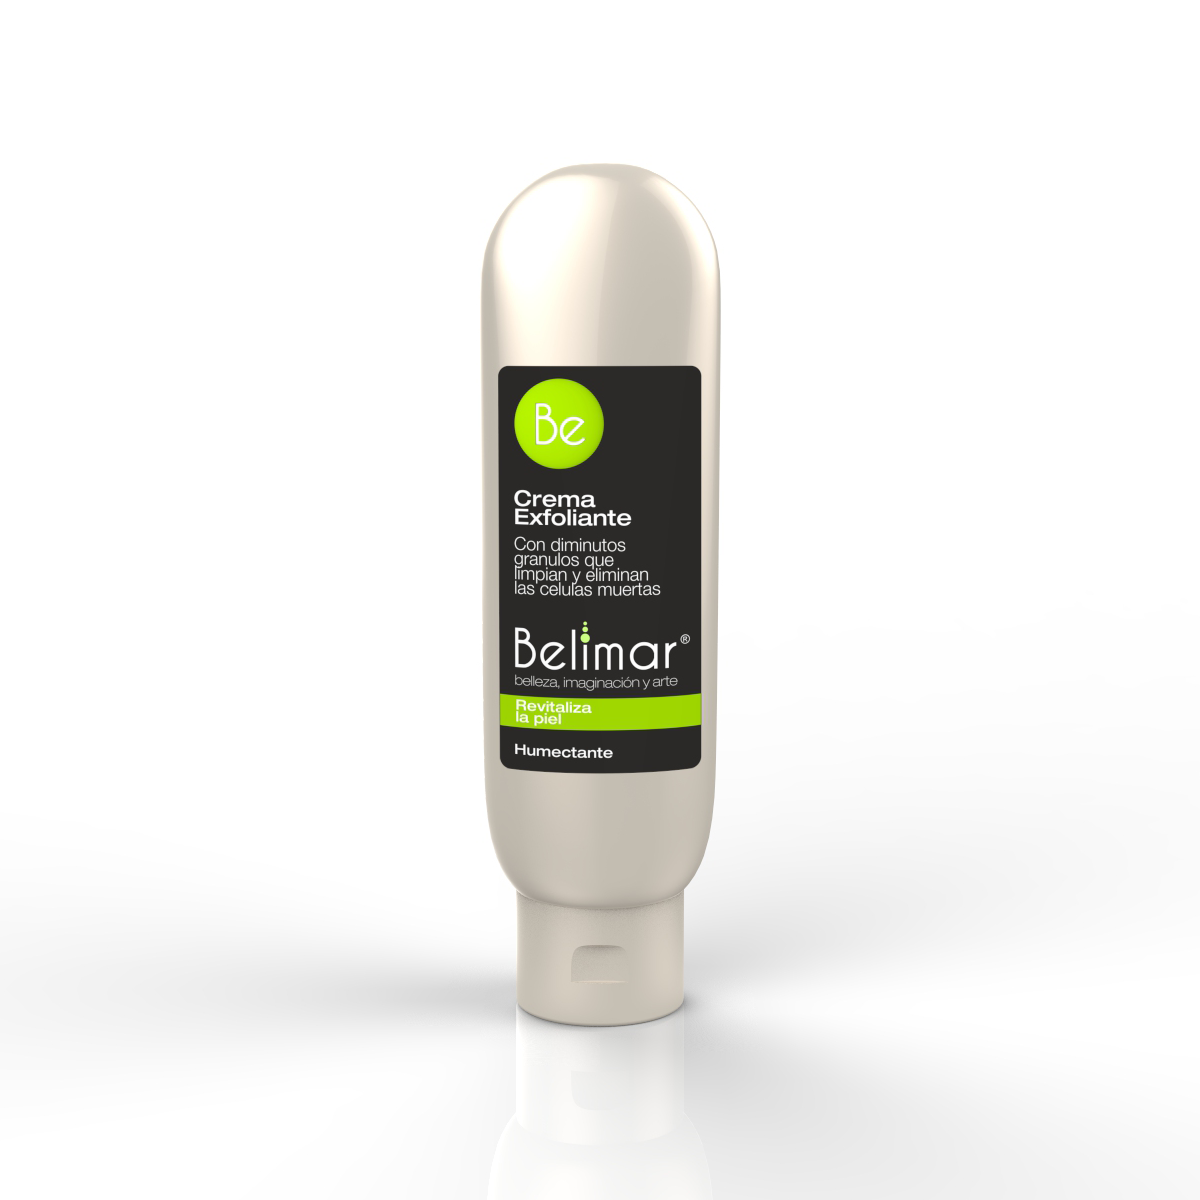 Be
Crema
Exfoliante
Con diminutos
granulos que
limpian y eliminan
las celulas muertas
Belimar®
belleza, imaginación y arte
Revitaliza
la piel
Humectante